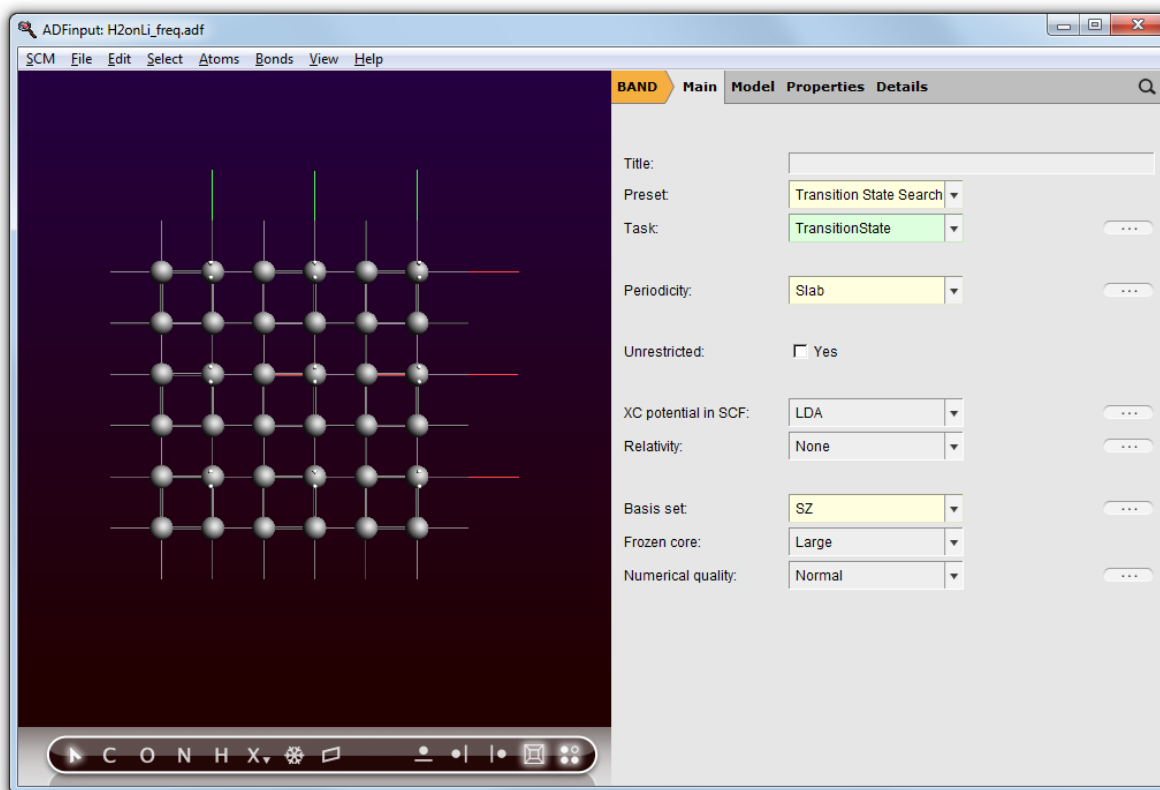 ADFinput: H2onLi_freq.adf
SCM File Edit Select Atoms Bonds View Help
BAND Main Model Properties Details
Title:
Preset: Transition State Search
Task: TransitionState
Periodicity: Slab
Unrestricted: Yes
XC potential in SCF: LDA
Relativity: None
Basis set: SZ
Frozen core: Large
Numerical quality: Normal
C O N H X